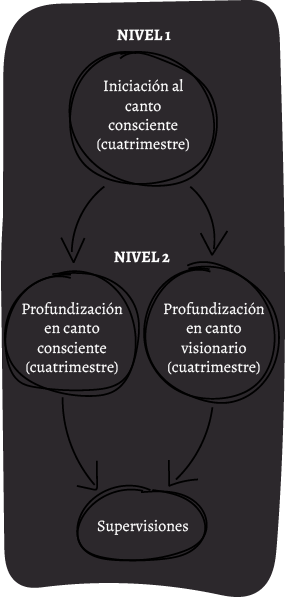 NIVEL 1
Iniciación al
canto
consciente
(cuatrimestre)
NIVEL 2
Profundización
en canto
consciente
(cuatrimestre)
Profundización
en canto
visionario
(cuatrimestre)
Supervisiones